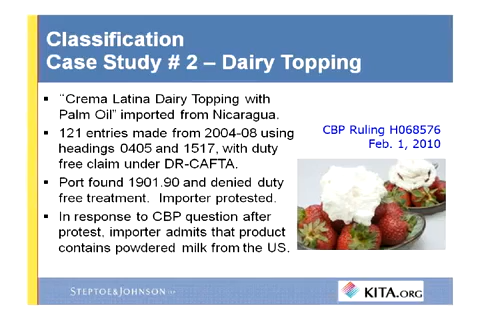 Classification
Case Study # 2 – Dairy Topping
▪ “Crema Latina Dairy Topping with
Palm Oil” imported from Nicaragua.
▪ 121 entries made from 2004-08 using
headings 0405 and 1517, with duty
free claim under DR-CAFTA.
▪ Port found 1901.90 and denied duty
free treatment.  Importer protested.
▪ In response to CBP question after
protest, importer admits that product
contains powdered milk from the US.
CBP Ruling H068576
Feb. 1, 2010
STEPTOE&JOHNSON
KITA.ORG